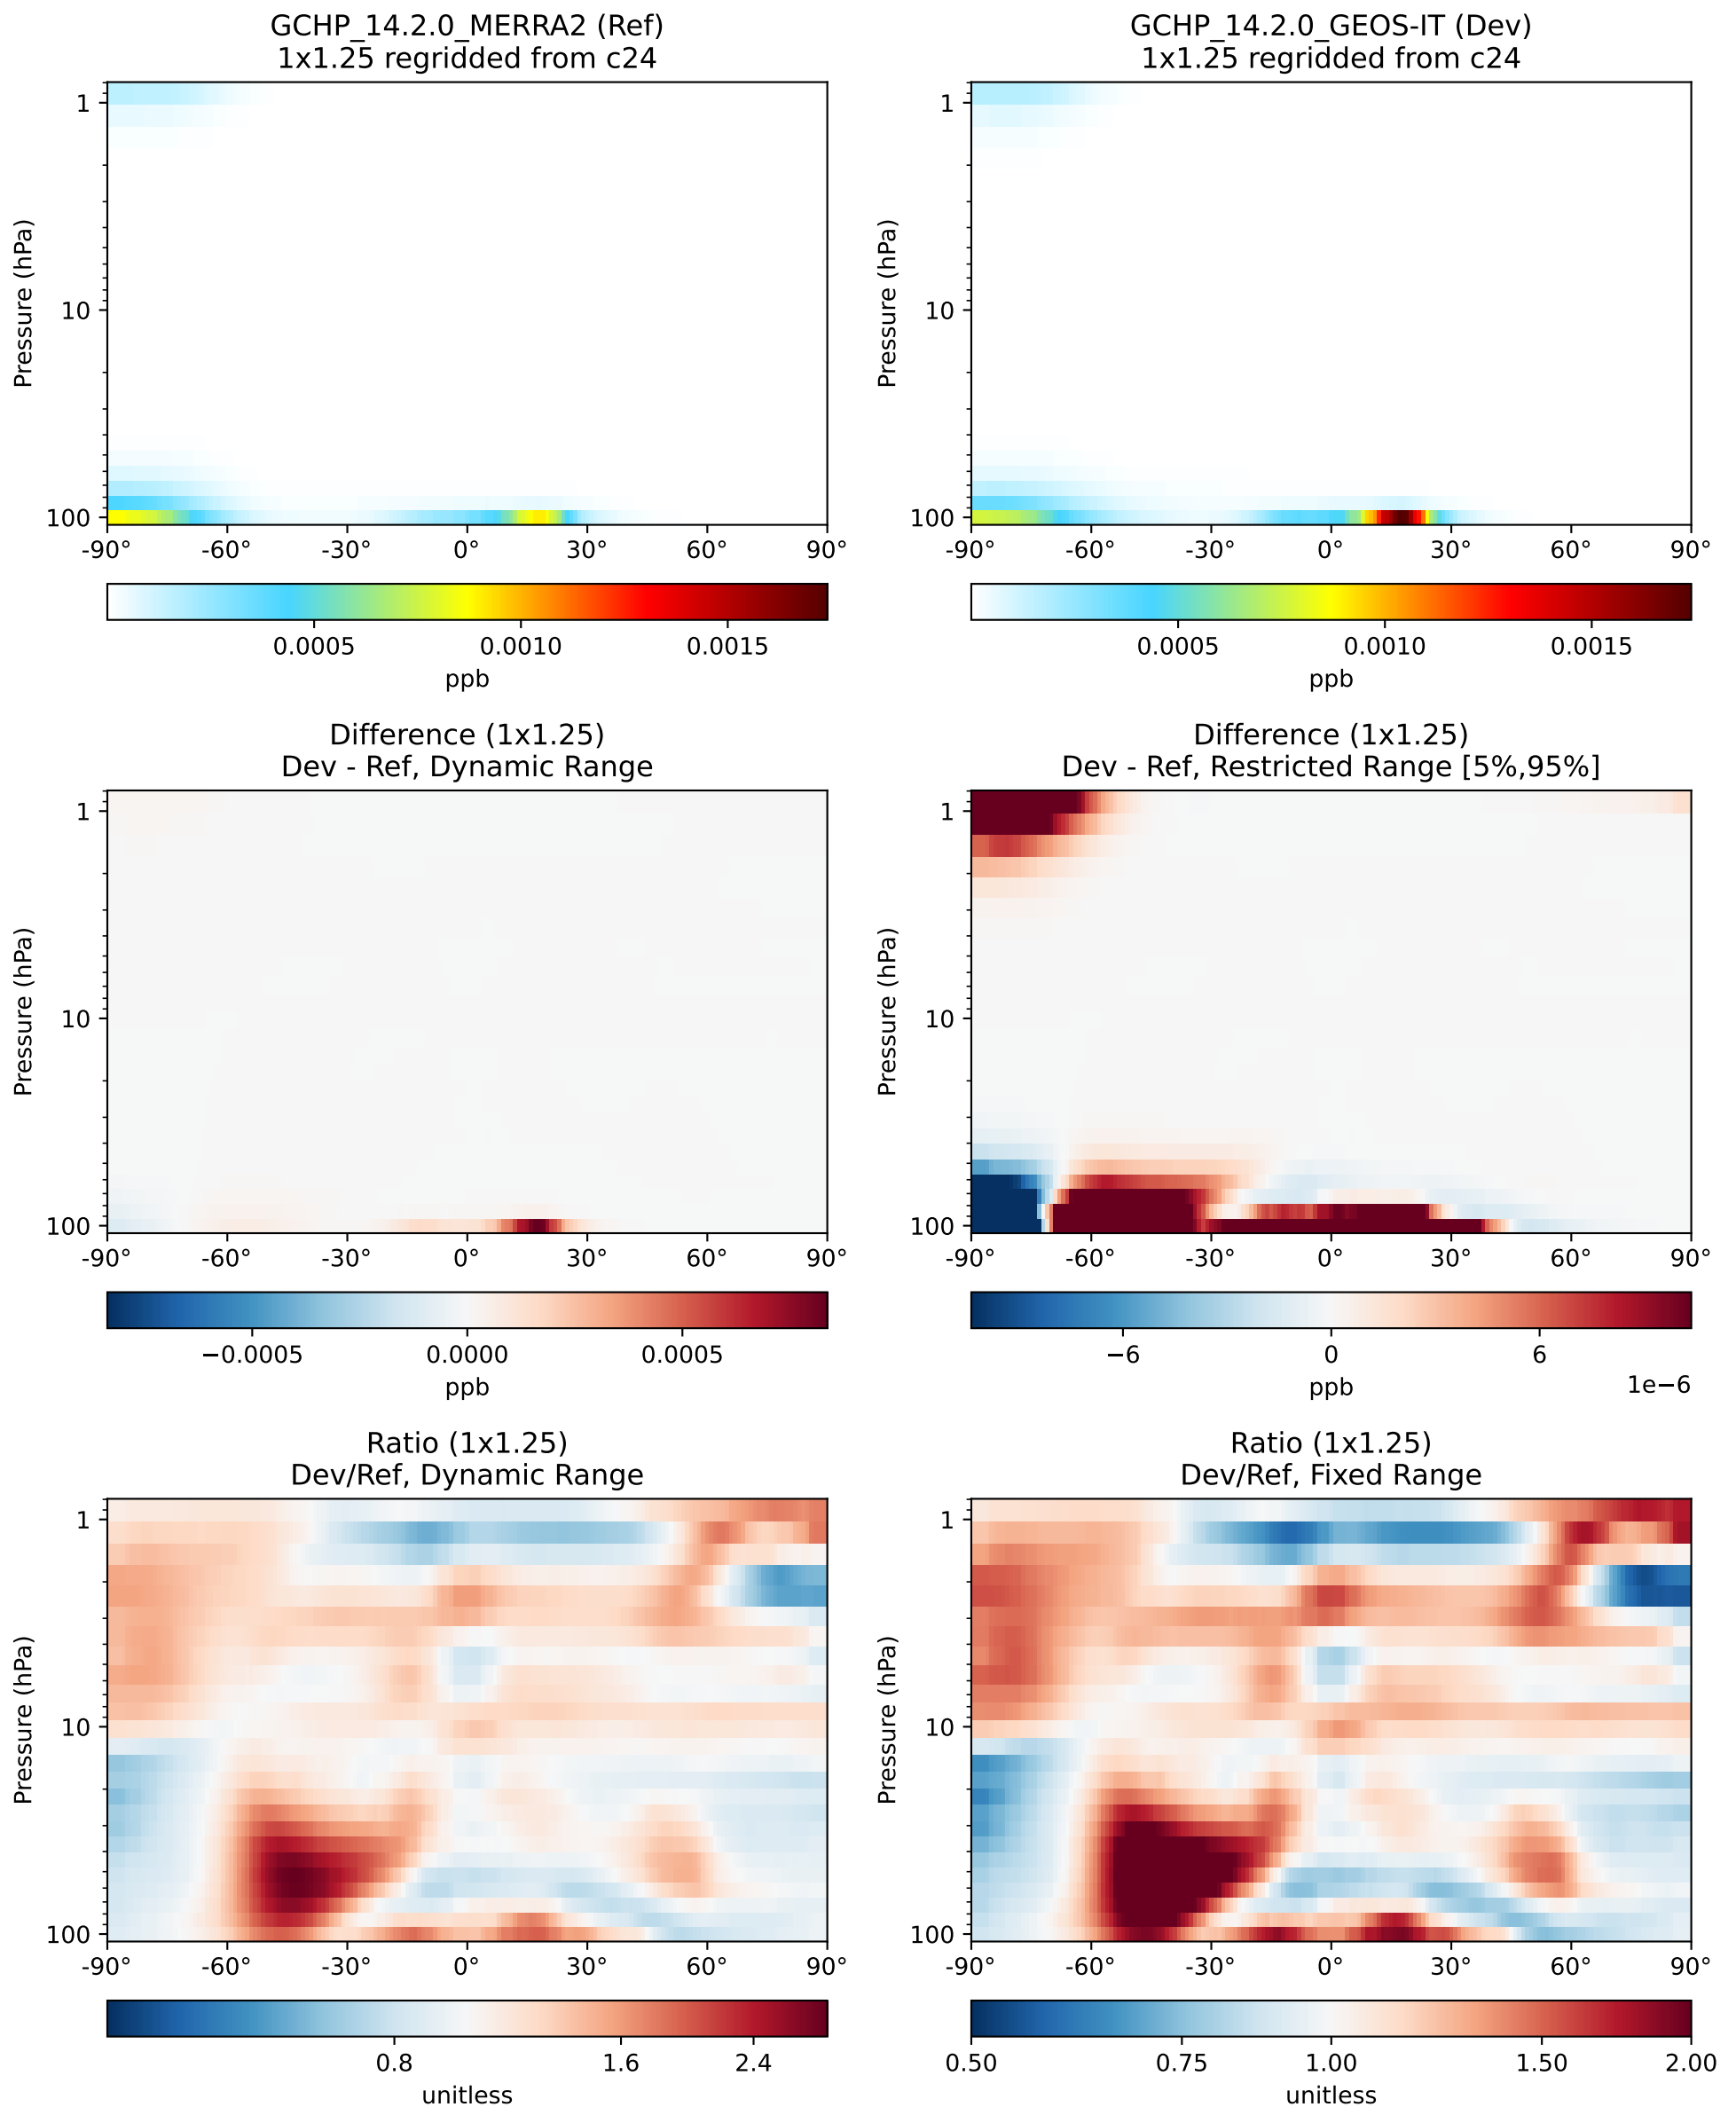 GCHP_14.2.0_MERRA2 (Ref)
1x1.25 regridded from c24
Pressure (hPa)
1
10
100
-90° -60° -30° 0° 30° 60° 90°
0.0005 0.0010 0.0015
ppb
GCHP_14.2.0_GEOS-IT (Dev)
1x1.25 regridded from c24
Pressure (hPa)
1
10
100
-90° -60° -30° 0° 30° 60° 90°
0.0005 0.0010 0.0015
ppb
Difference (1x1.25)
Dev - Ref, Dynamic Range
Pressure (hPa)
1
10
100
-90° -60° -30° 0° 30° 60° 90°
−0.0005 0.0000 0.0005
ppb
Difference (1x1.25)
Dev - Ref, Restricted Range [5%,95%]
Pressure (hPa)
1
10
100
-90° -60° -30° 0° 30° 60° 90°
−6 0 6
ppb
1e−6
Ratio (1x1.25)
Dev/Ref, Dynamic Range
Pressure (hPa)
1
10
100
-90° -60° -30° 0° 30° 60° 90°
0.8 1.6 2.4
unitless
Ratio (1x1.25)
Dev/Ref, Fixed Range
Pressure (hPa)
1
10
100
-90° -60° -30° 0° 30° 60° 90°
0.50 0.75 1.00 1.50 2.00
unitless